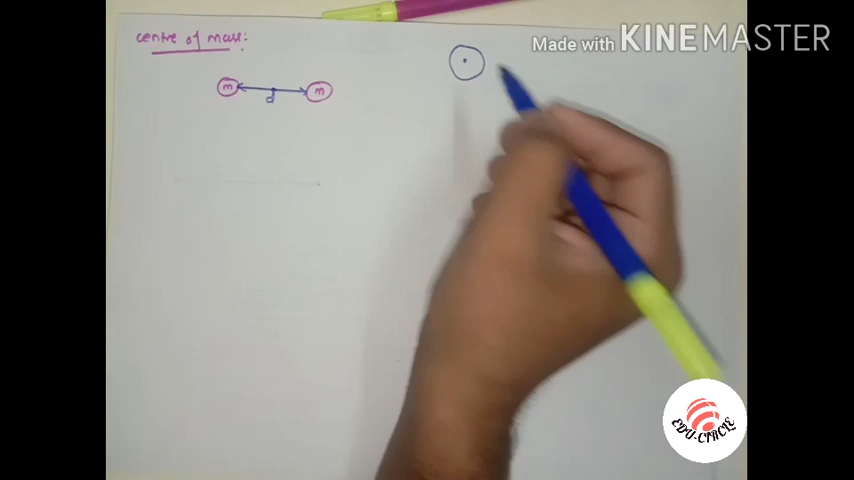 centre of mass:
Made with KINEMASTER
m
m
d
EDU-CIRCLE